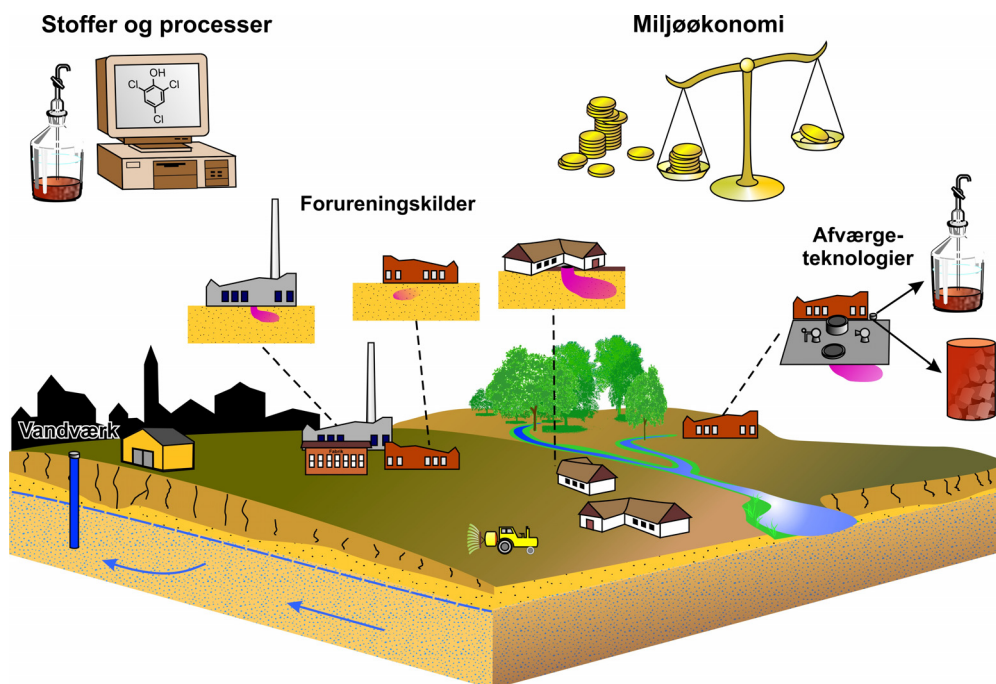 Stoffer og processer
Miljøøkonomi
OH
Cl
Cl
Cl
Forureningskilder
Afværge-
teknologier
Vandværk
Fabrik